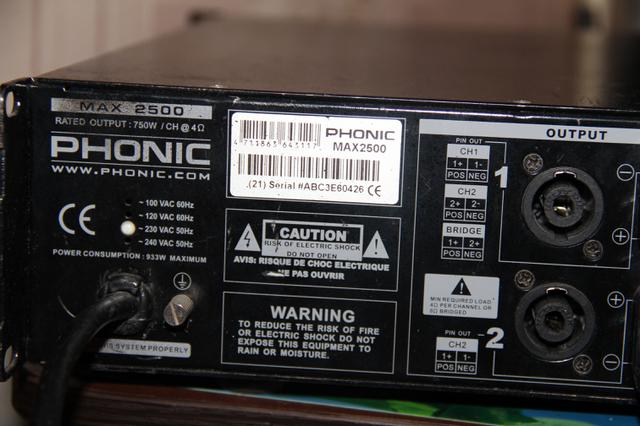 MAX 2500
RATED OUTPUT : 750W / CH @ 4Ω
PHONIC
WWW.PHONIC.COM
CE
100 VAC 60Hz
120 VAC 60Hz
230 VAC 50Hz
240 VAC 50Hz
POWER CONSUMPTION : 933W MAXIMUM
IS SYSTEM PROPERLY
4 711863 643117
PHONIC
MAX2500
.(21) Serial #ABC3E60426 CE
CAUTION
RISK OF ELECTRIC SHOCK
DO NOT OPEN
AVIS: RISQUE DE CHOC ELECTRIQUE
NE PAS OUVRIR
WARNING
TO REDUCE THE RISK OF FIRE
OR ELECTRIC SHOCK DO NOT
EXPOSE THIS EQUIPMENT TO
RAIN OR MOISTURE.
OUTPUT
PIN OUT
CH1
1+ 1-
POS NEG
CH2
2+ 2-
POS NEG
BRIDGE
1+ 2+
POS NEG
1
MIN REQUIRED LOAD
4Ω PER CHANNEL OR
8Ω BRIDGED
PIN OUT
CH2
1+ 1-
POS NEG
2